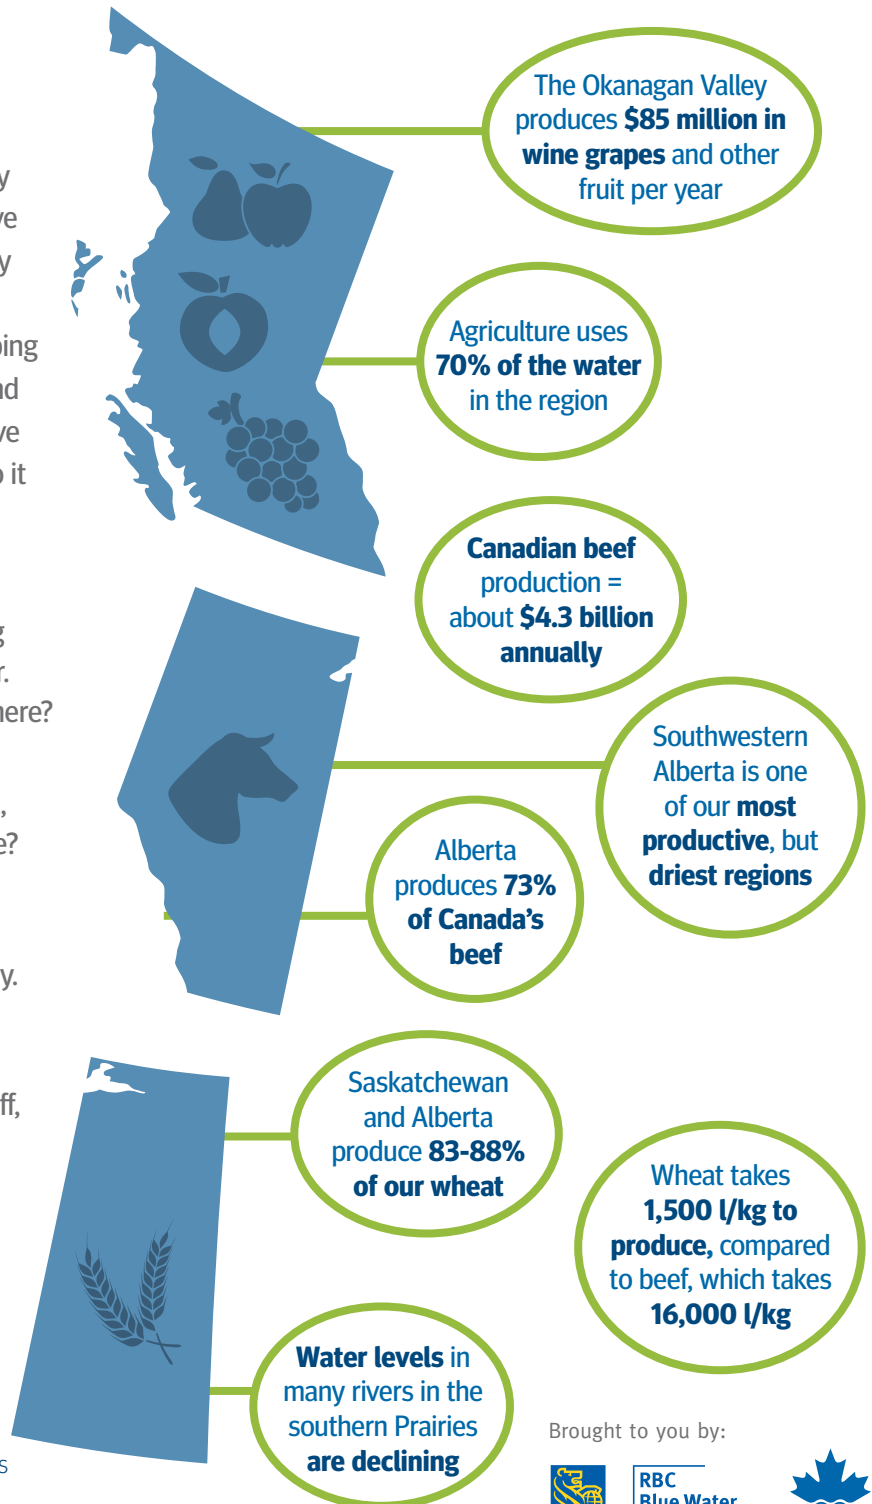 The Okanagan Valley
produces $85 million in
wine grapes and other
fruit per year
Agriculture uses
70% of the water
in the region
Canadian beef
production =
about $4.3 billion
annually
Southwestern
Alberta is one
of our most
productive, but
driest regions
Alberta
produces 73%
of Canada's
beef
Saskatchewan
and Alberta
produce 83-88%
of our wheat
Wheat takes
1,500 l/kg to
produce, compared
to beef, which takes
16,000 l/kg
Water levels in
many rivers in the
southern Prairies
are declining
Brought to you by:
RBC
Blue Water